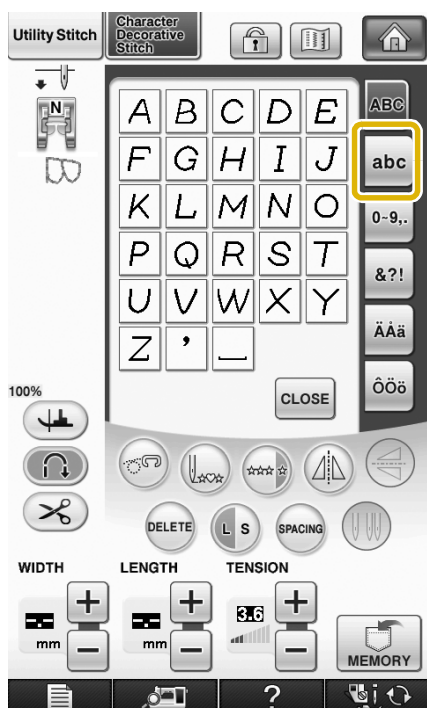 Utility Stitch
Character
Decorative
Stitch
N
A B C D E
F G H I J
K L M N O
P Q R S T
U V W X Y
Z ’ _
ABC
abc
0~9,.
&?!
ÄÅä
ÔÖö
CLOSE
100%
DELETE
L S
SPACING
WIDTH
LENGTH
TENSION
+
+
3.6
+
mm
−
mm
−
−
MEMORY
?
i